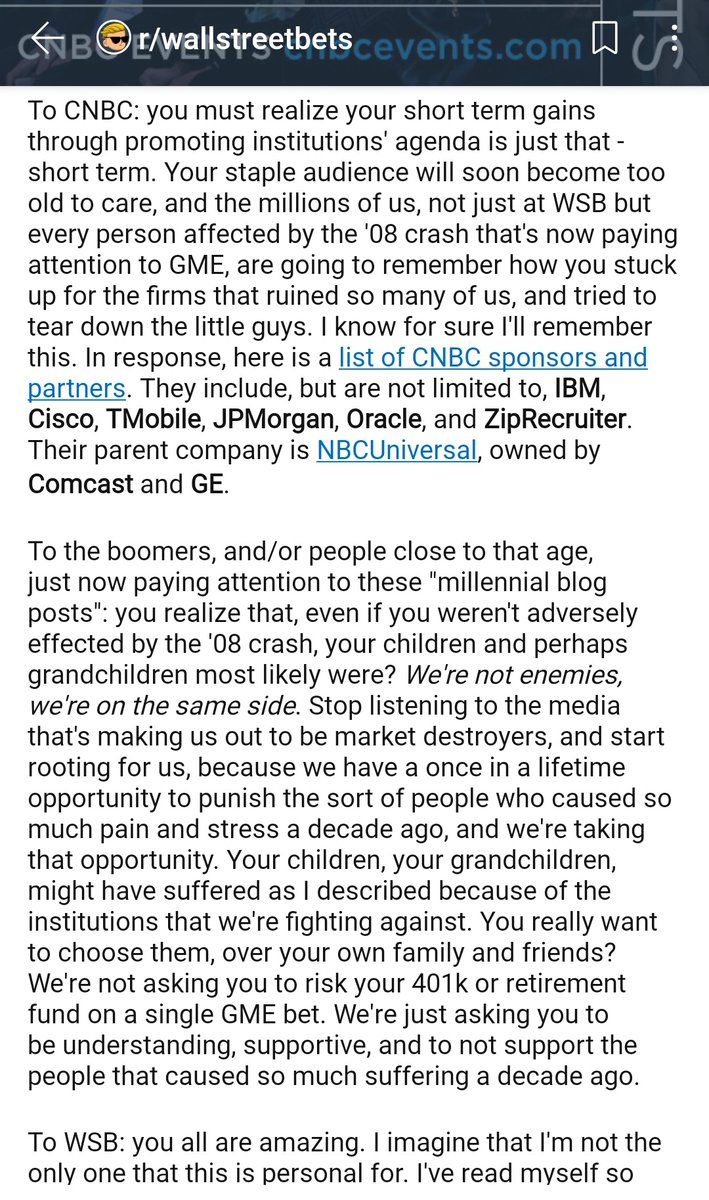 CNBC EVENTS cnbcevents.com
r/wallstreetbets
To CNBC: you must realize your short term gains
through promoting institutions' agenda is just that -
short term. Your staple audience will soon become too
old to care, and the millions of us, not just at WSB but
every person affected by the '08 crash that's now paying
attention to GME, are going to remember how you stuck
up for the firms that ruined so many of us, and tried to
tear down the little guys. I know for sure I'll remember
this. In response, here is a list of CNBC sponsors and
partners. They include, but are not limited to, IBM,
Cisco, TMobile, JPMorgan, Oracle, and ZipRecruiter.
Their parent company is NBCUniversal, owned by
Comcast and GE.
To the boomers, and/or people close to that age,
just now paying attention to these "millennial blog
posts": you realize that, even if you weren't adversely
effected by the '08 crash, your children and perhaps
grandchildren most likely were? We're not enemies,
we're on the same side. Stop listening to the media
that's making us out to be market destroyers, and start
rooting for us, because we have a once in a lifetime
opportunity to punish the sort of people who caused so
much pain and stress a decade ago, and we're taking
that opportunity. Your children, your grandchildren,
might have suffered as I described because of the
institutions that we're fighting against. You really want
to choose them, over your own family and friends?
We're not asking you to risk your 401k or retirement
fund on a single GME bet. We're just asking you to
be understanding, supportive, and to not support the
people that caused so much suffering a decade ago.
To WSB: you all are amazing. I imagine that I'm not the
only one that this is personal for. I've read myself so